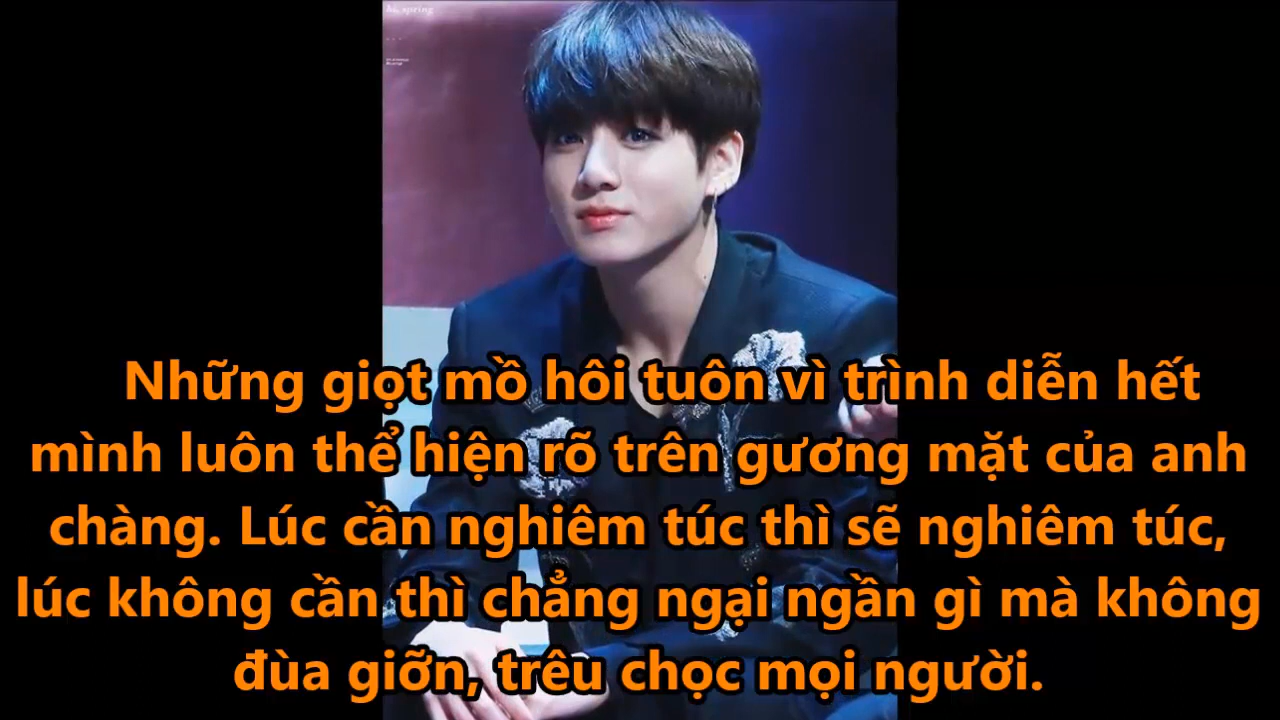 hi, spring
Những giọt mồ hôi tuôn vì trình diễn hết
mình luôn thể hiện rõ trên gương mặt của anh
chàng. Lúc cần nghiêm túc thì sẽ nghiêm túc,
lúc không cần thì chẳng ngại ngần gì mà không
đùa giỡn, trêu chọc mọi người.